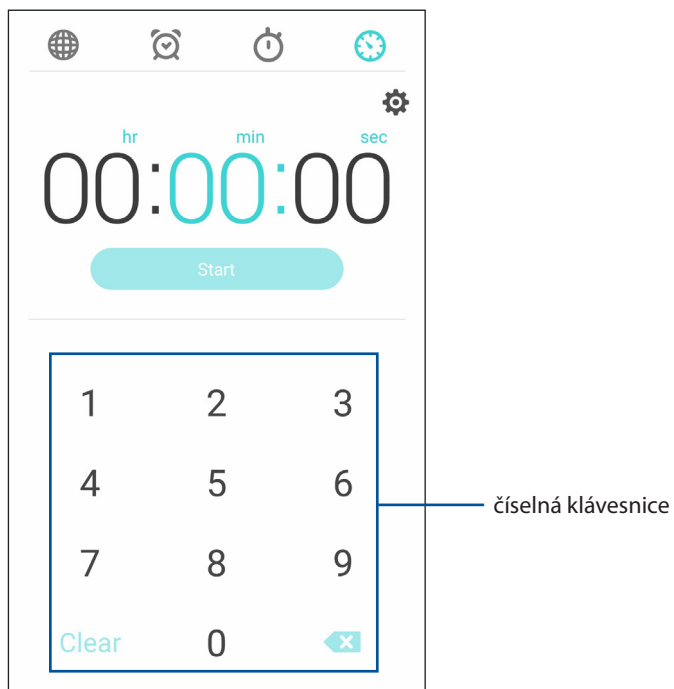 hr min sec
00:00:00
Start
1 2 3
4 5 6
číselná klávesnice
7 8 9
Clear 0